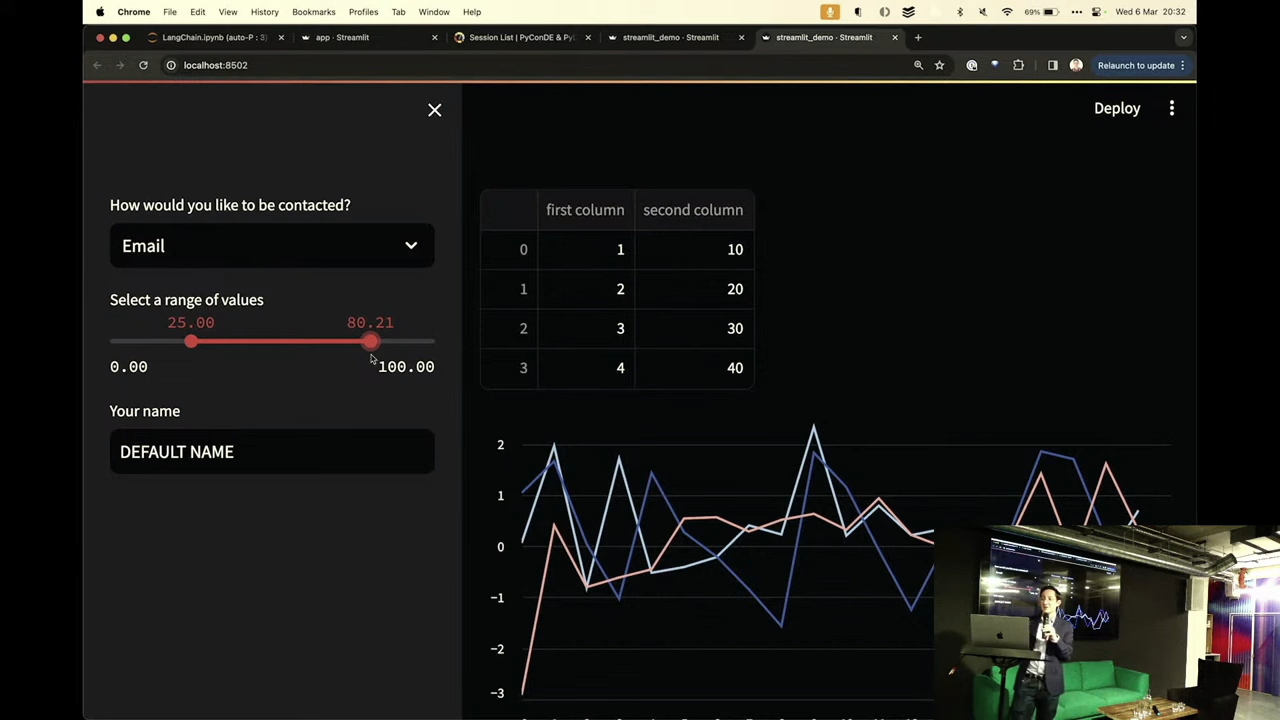 Chrome File Edit View History Bookmarks Profiles Tab Window Help 69% Wed 6 Mar 20:32
LangChain.ipynb (auto-P : 3) app · Streamlit Session List | PyConDE & PyD streamlit_demo · Streamlit streamlit_demo · Streamlit
localhost:8502 Relaunch to update
Deploy
How would you like to be contacted?
Email
Select a range of values
25.00 80.21
0.00 100.00
Your name
DEFAULT NAME
first column second column
0 1 10
1 2 20
2 3 30
3 4 40
2
1
0
−1
−2
−3